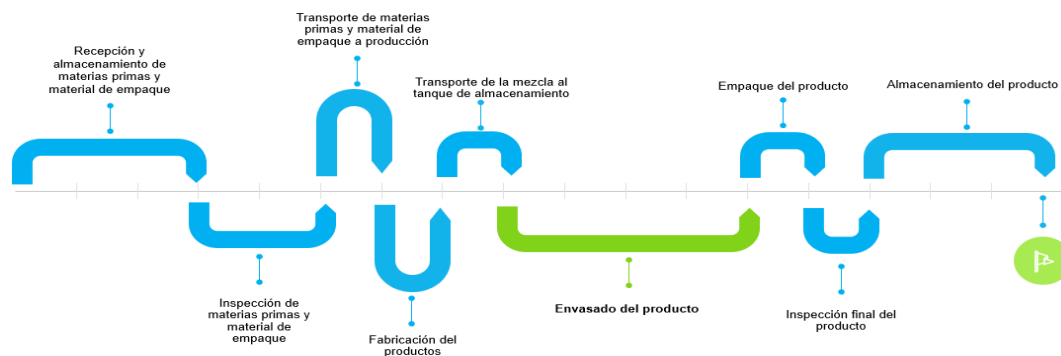 Recepción y
almacenamiento de
materias primas y
material de empaque
Inspección de
materias primas y
material de
empaque
Transporte de materias
primas y material de
empaque a producción
Fabricación del
productos
Transporte de la mezcla al
tanque de almacenamiento
Envasado del producto
Empaque del producto
Inspección final del
producto
Almacenamiento del producto